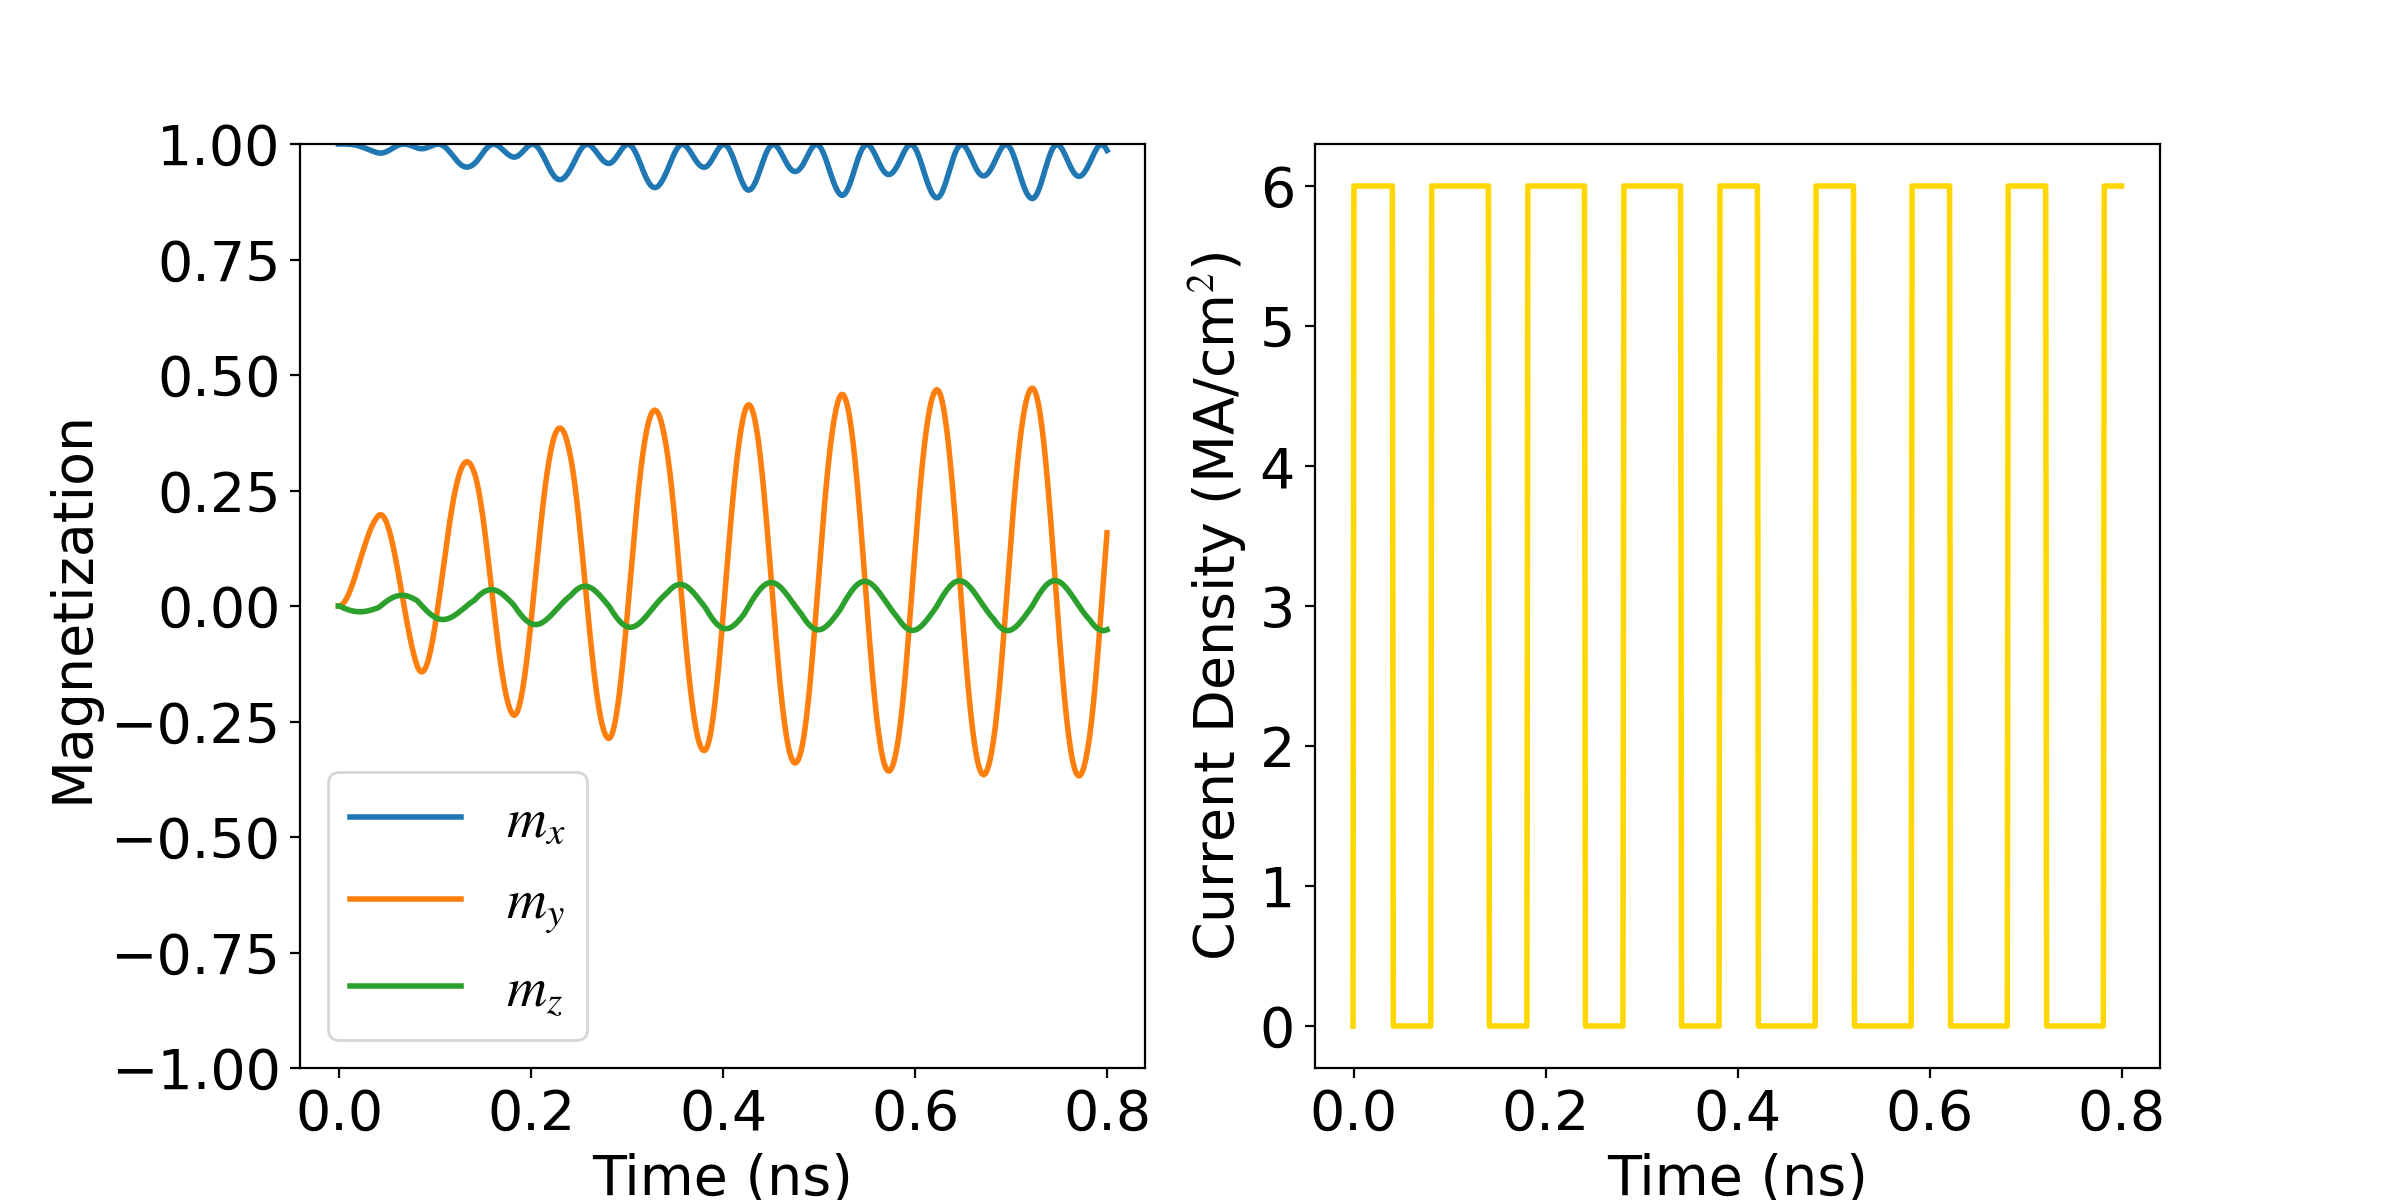 Magnetization
1.00
0.75
0.50
0.25
0.00
−0.25
−0.50
−0.75
−1.00
m_x
m_y
m_z
0.0 0.2 0.4 0.6 0.8
Time (ns)
Current Density (MA/cm²)
6
5
4
3
2
1
0
0.0 0.2 0.4 0.6 0.8
Time (ns)